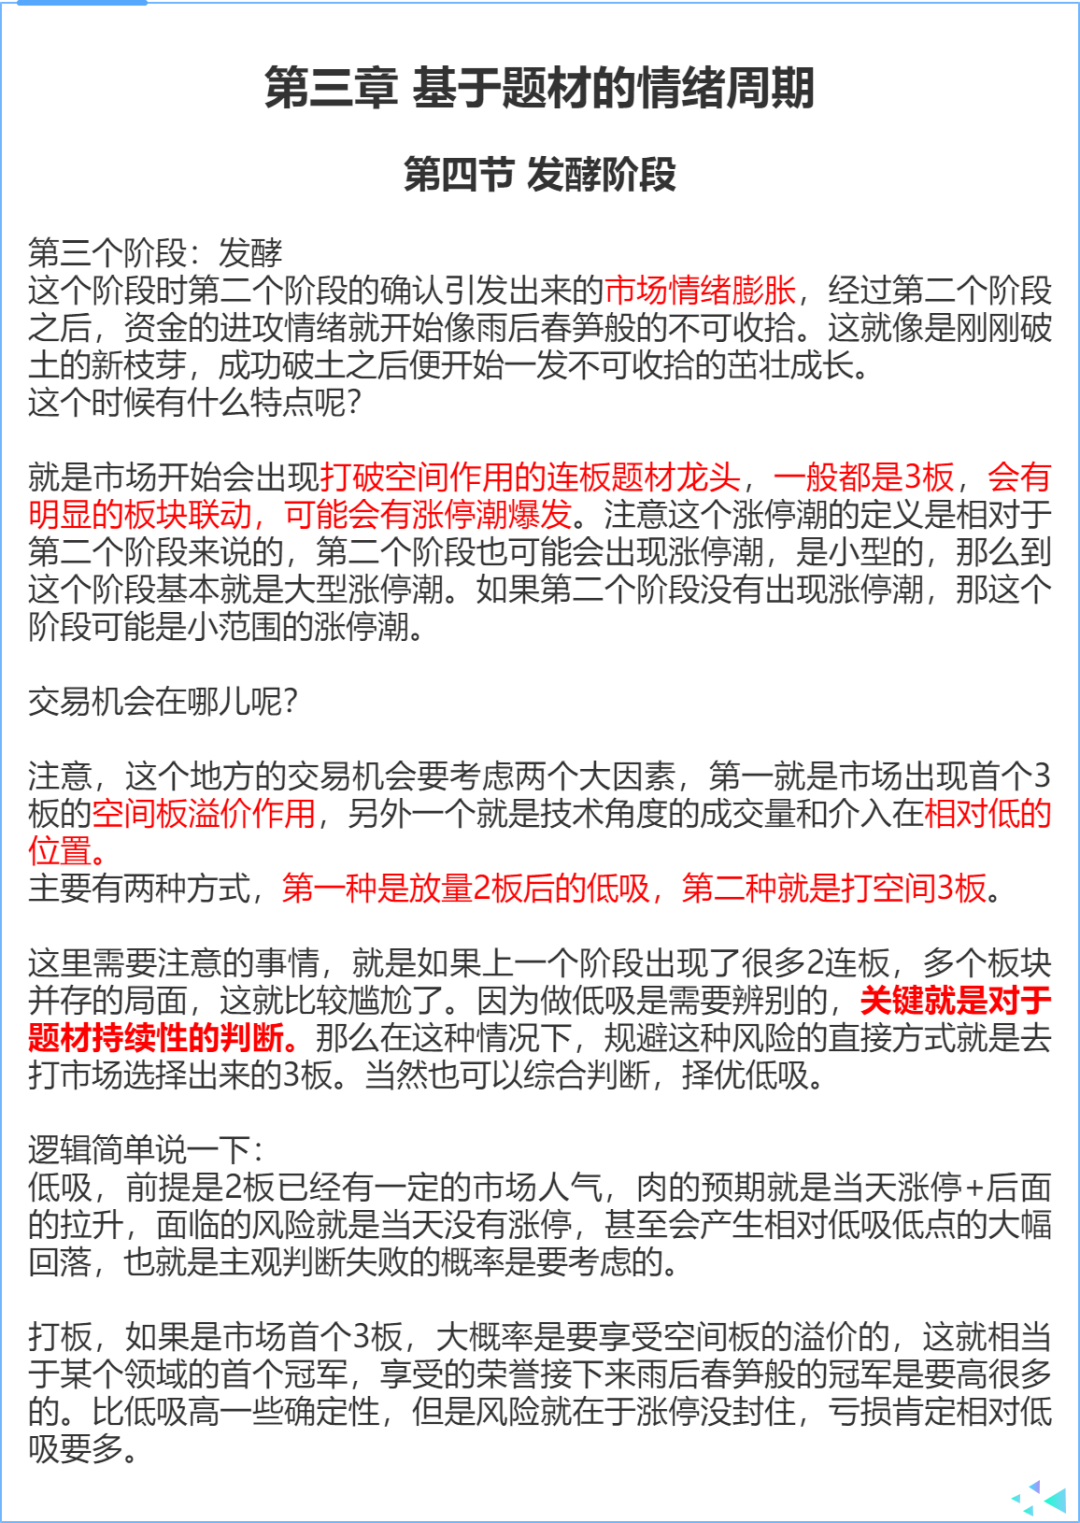 第三章 基于题材的情绪周期
第四节 发酵阶段
第三个阶段：发酵
这个阶段时第二个阶段的确认引发出来的市场情绪膨胀，经过第二个阶段
之后，资金的进攻情绪就开始像雨后春笋般的不可收拾。这就像是刚刚破
土的新枝芽，成功破土之后便开始一发不可收拾的茁壮成长。
这个时候有什么特点呢？
就是市场开始会出现打破空间作用的连板题材龙头，一般都是3板，会有
明显的板块联动，可能会有涨停潮爆发。注意这个涨停潮的定义是相对于
第二个阶段来说的，第二个阶段也可能会出现涨停潮，是小型的，那么到
这个阶段基本就是大型涨停潮。如果第二个阶段没有出现涨停潮，那这个
阶段可能是小范围的涨停潮。
交易机会在哪儿呢？
注意，这个地方的交易机会要考虑两个大因素，第一就是市场出现首个3
板的空间板溢价作用，另外一个就是技术角度的成交量和介入在相对低的
位置。
主要有两种方式，第一种是放量2板后的低吸，第二种就是打空间3板。
这里需要注意的事情，就是如果上一个阶段出现了很多2连板，多个板块
并存的局面，这就比较尴尬了。因为做低吸是需要辨别的，关键就是对于
题材持续性的判断。那么在这种情况下，规避这种风险的直接方式就是去
打市场选择出来的3板。当然也可以综合判断，择优低吸。
逻辑简单说一下：
低吸，前提是2板已经有一定的市场人气，肉的预期就是当天涨停+后面
的拉升，面临的风险就是当天没有涨停，甚至会产生相对低吸低点的大幅
回落，也就是主观判断失败的概率是要考虑的。
打板，如果是市场首个3板，大概率是要享受空间板的溢价的，这就相当
于某个领域的首个冠军，享受的荣誉接下来雨后春笋般的冠军是要高很多
的。比低吸高一些确定性，但是风险就在于涨停没封住，亏损肯定相对低
吸要多。